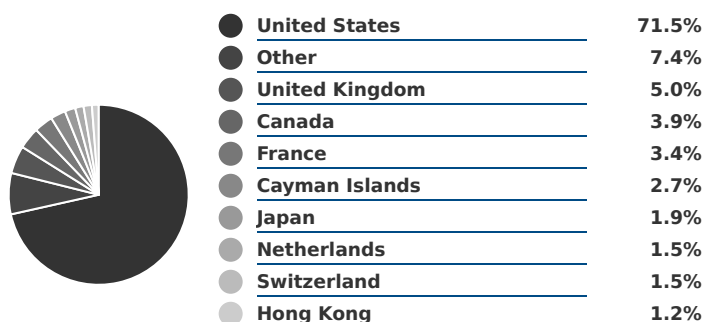 United States 71.5%
Other 7.4%
United Kingdom 5.0%
Canada 3.9%
France 3.4%
Cayman Islands 2.7%
Japan 1.9%
Netherlands 1.5%
Switzerland 1.5%
Hong Kong 1.2%